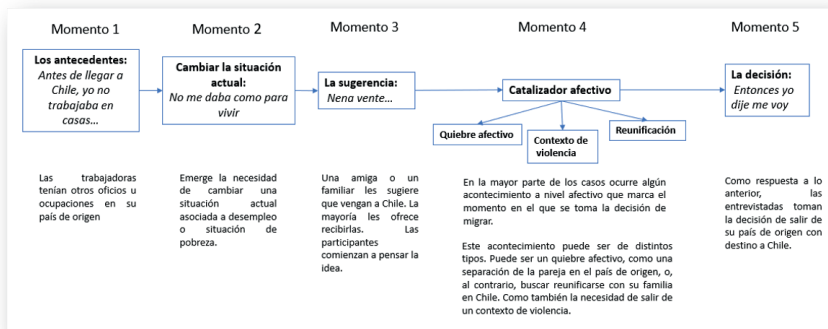 Momento 1
Momento 2
Momento 3
Momento 4
Momento 5
Los antecedentes:
Antes de llegar a
Chile, yo no
trabajaba en
casas...
Cambiar la situación
actual:
No me daba como para
vivir
La sugerencia:
Nena vente...
Catalizador afectivo
La decisión:
Entonces yo
dije me voy
Quiebre afectivo
Contexto de
violencia
Reunificación
Las trabajadoras
tenían otros oficios u
ocupaciones en su
país de origen
Emerge la necesidad
de cambiar una
situación actual
asociada a desempleo
o situación de
pobreza.
Una amiga o un
familiar les sugiere
que vengan a Chile. La
mayoría les ofrece
recibirlas. Las
participantes
comienzan a pensar la
idea.
En la mayor parte de los casos ocurre algún
acontecimiento a nivel afectivo que marca el
momento en el que se toma la decisión de
migrar.
Este acontecimiento puede ser de distintos
tipos. Puede ser un quiebre afectivo, como una
separación de la pareja en el país de origen, o,
al contrario, buscar reunificarse con su familia
en Chile. Como también la necesidad de salir de
un contexto de violencia.
Como respuesta a lo
anterior, las
entrevistadas toman
la decisión de salir de
su país de origen con
destino a Chile.